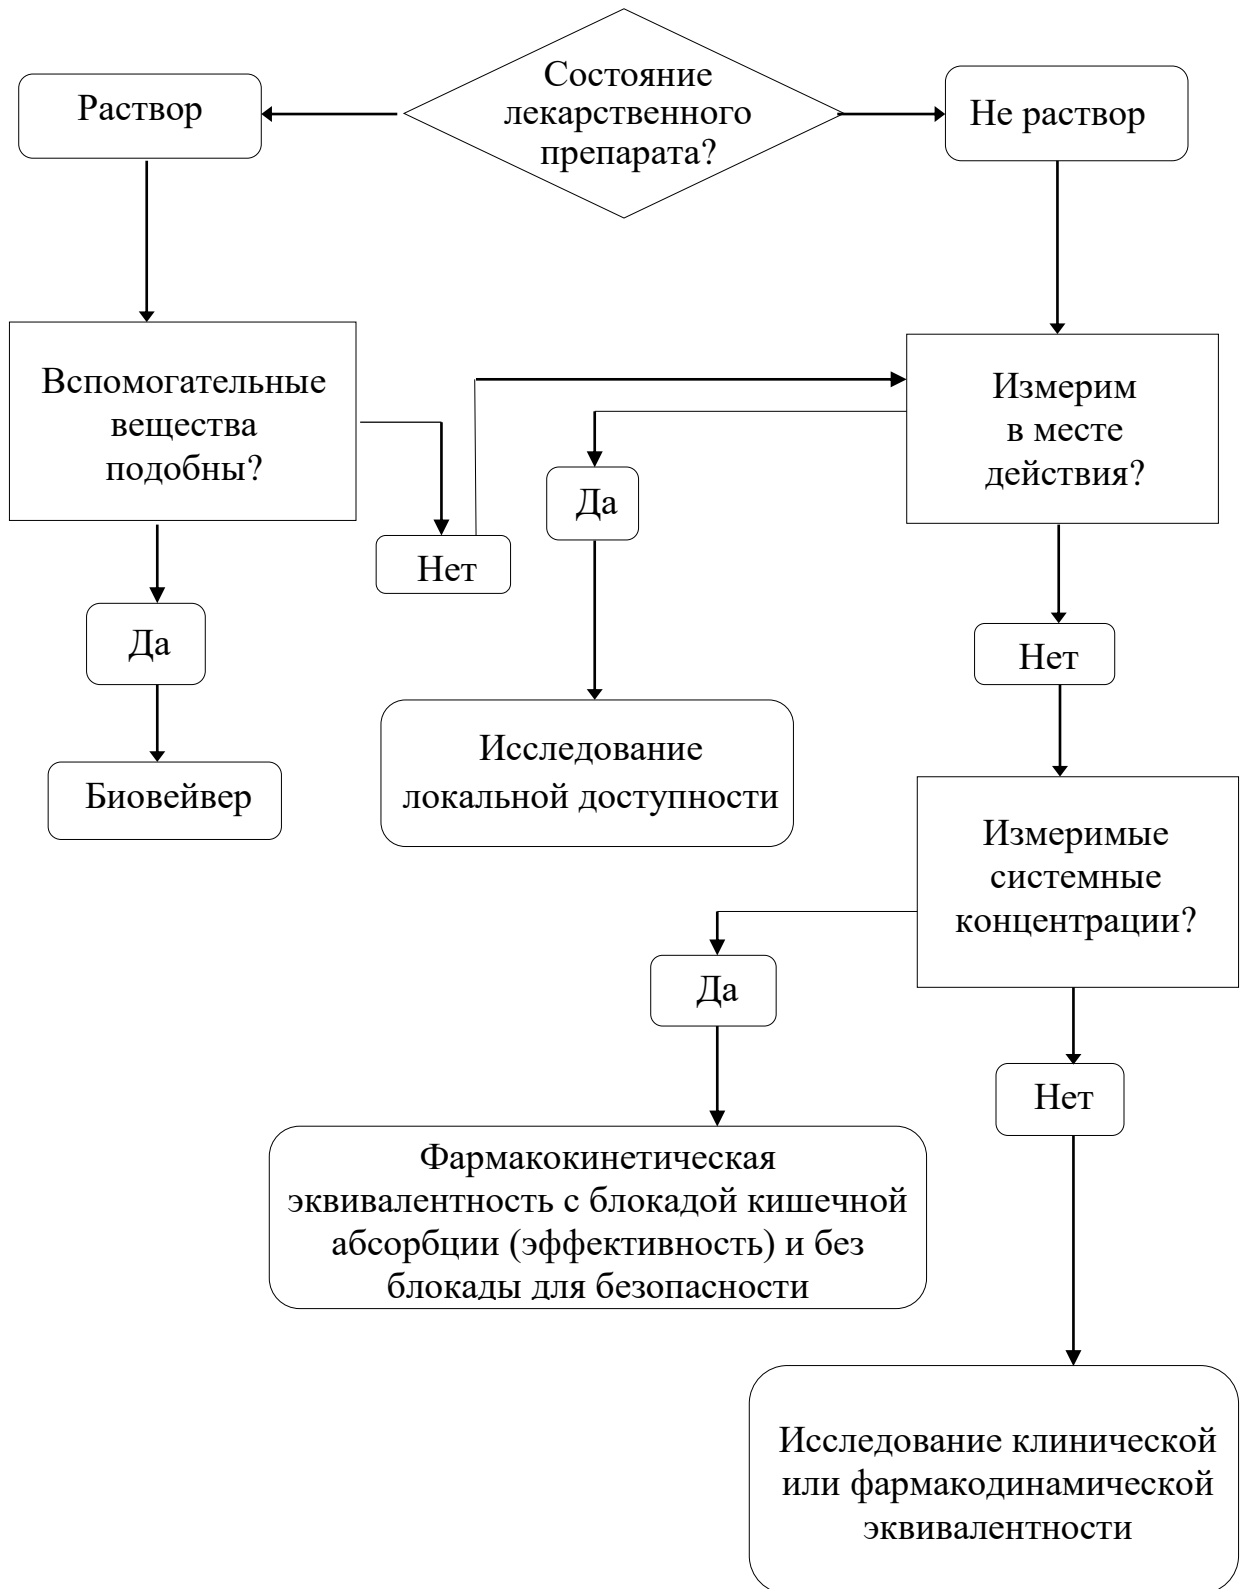 Состояние
лекарственного
препарата?
Раствор
Не раствор
Вспомогательные
вещества
подобны?
Измерим
в месте
действия?
Да
Нет
Да
Нет
Биовейвер
Исследование
локальной доступности
Измеримые
системные
концентрации?
Да
Нет
Фармакокинетическая
эквивалентность с блокадой кишечной
абсорбции (эффективность) и без
блокады для безопасности
Исследование клинической
или фармакодинамической
эквивалентности